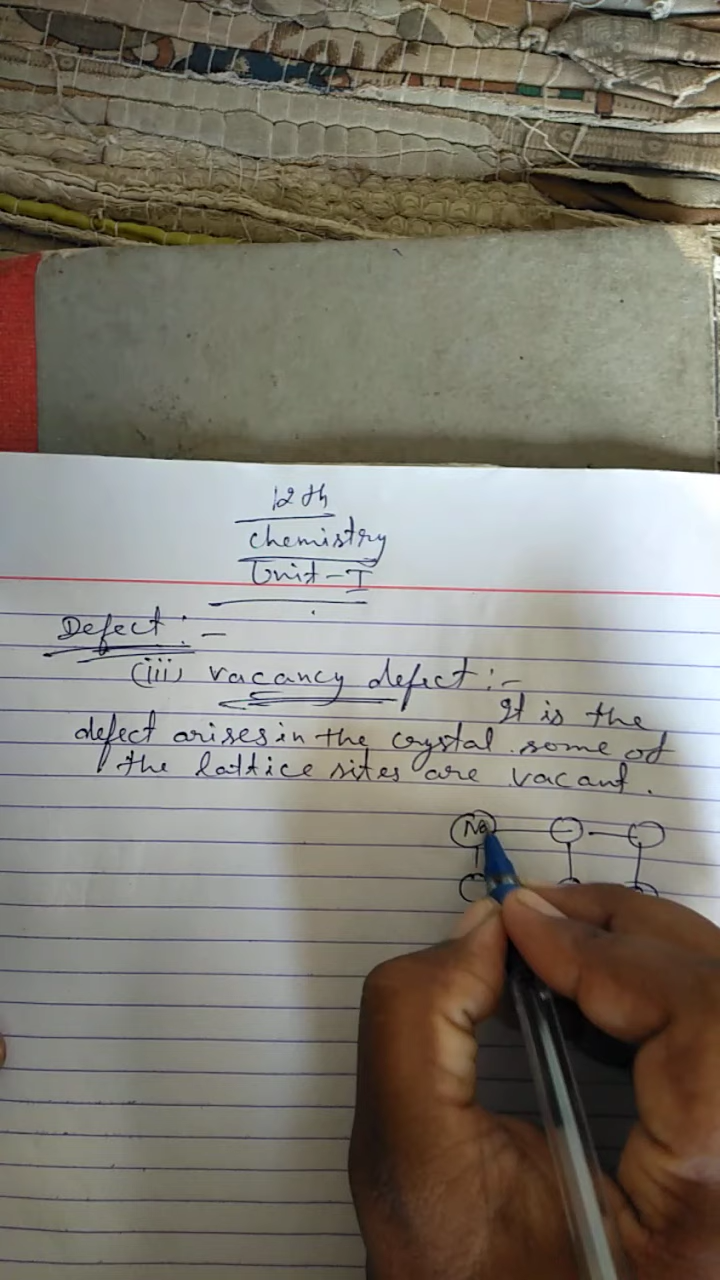 12th
chemistry
Unit-I
Defect:-
(iii) vacancy defect:-
It is the
defect arises in the crystal some of
the lattice sites are vacant.
Na